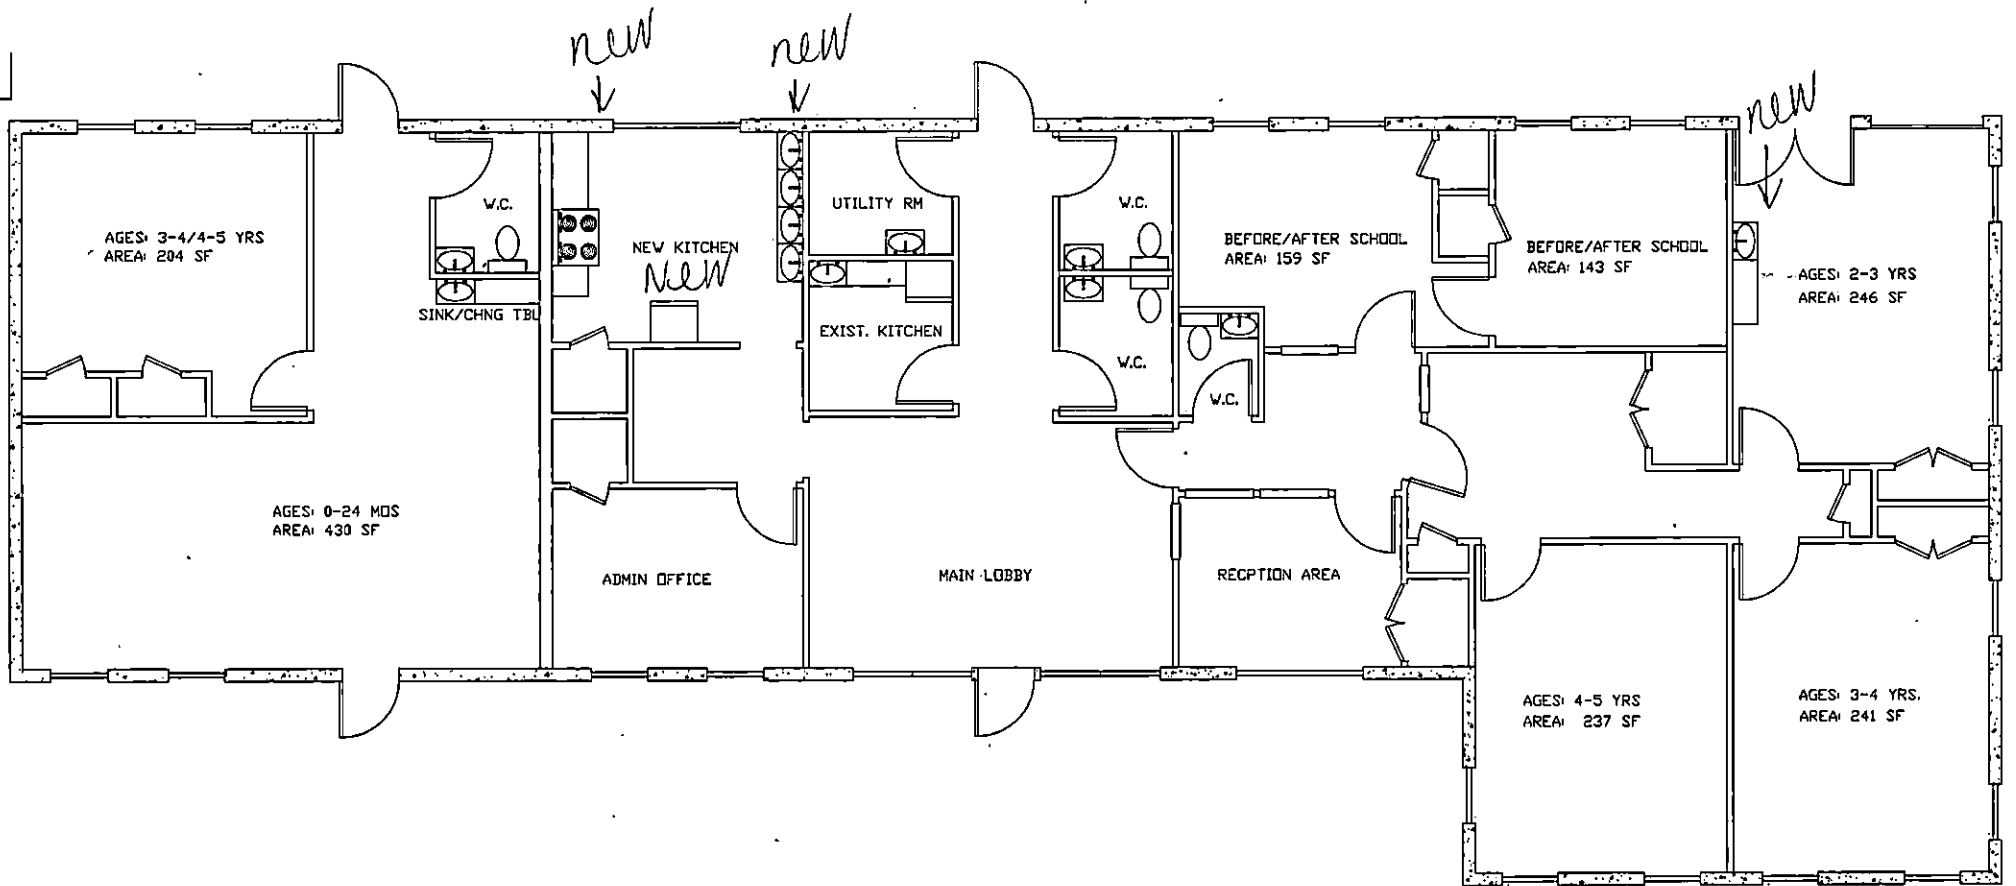 new
new
new
AGES: 3-4/4-5 YRS
AREA: 204 SF
W.C.
SINK/CHNG TBL
NEW KITCHEN
NEW
UTILITY RM
EXIST. KITCHEN
W.C.
W.C.
W.C.
BEFORE/AFTER SCHOOL
AREA: 159 SF
BEFORE/AFTER SCHOOL
AREA: 143 SF
AGES: 2-3 YRS
AREA: 246 SF
AGES: 0-24 MOS
AREA: 430 SF
ADMIN OFFICE
MAIN LOBBY
RECPTION AREA
AGES: 4-5 YRS
AREA: 237 SF
AGES: 3-4 YRS.
AREA: 241 SF